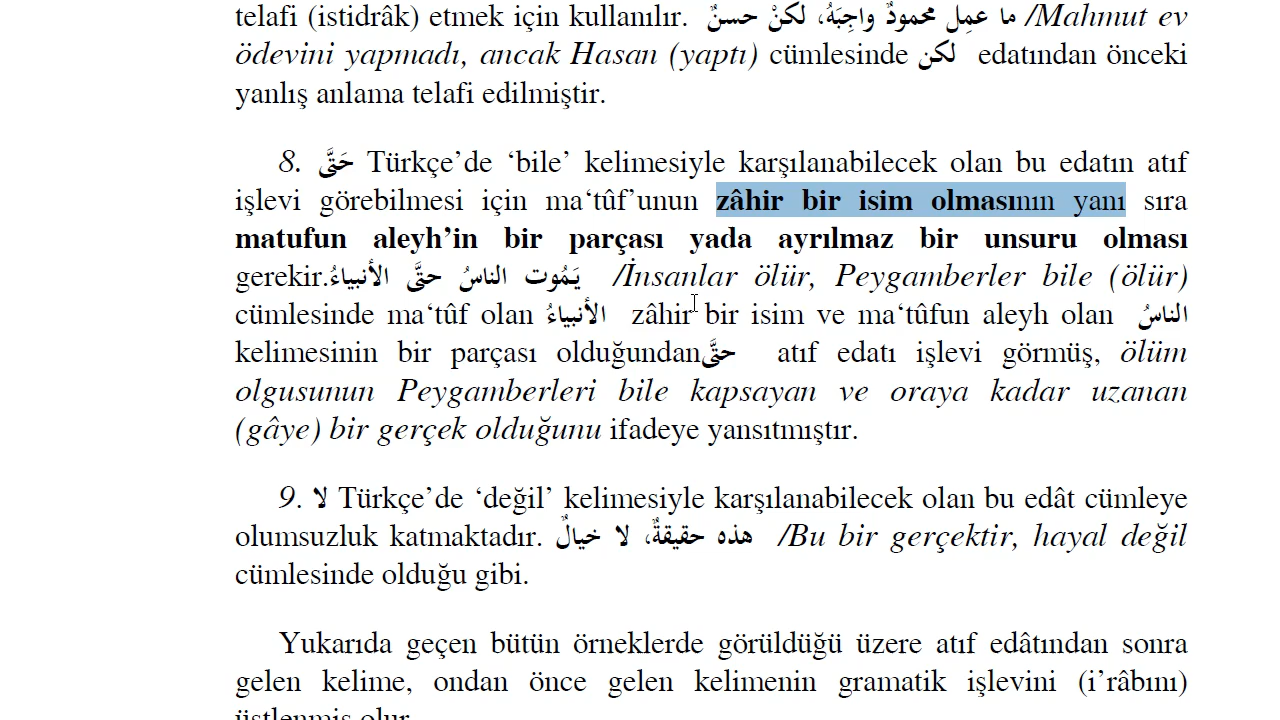 telafi (istidrâk) etmek için kullanılır. ما عمِل محمودٌ واجِبَهُ، لكنْ حسنٌ /Mahmut ev
ödevini yapmadı, ancak Hasan (yaptı) cümlesinde لكن edatından önceki
yanlış anlama telafi edilmiştir.
8. حَتَّى Türkçe’de ‘bile’ kelimesiyle karşılanabilecek olan bu edatın atıf
işlevi görebilmesi için ma‘tûf’unun zâhir bir isim olmasının yanı sıra
matufun aleyh’in bir parçası yada ayrılmaz bir unsuru olması
gerekir.يَمُوت الناسُ حتَّى الأنبياءُ /İnsanlar ölür, Peygamberler bile (ölür)
cümlesinde ma‘tûf olan الأنبياءُ zâhir bir isim ve ma‘tûfun aleyh olan الناسُ
kelimesinin bir parçası olduğundan حتَّى atıf edatı işlevi görmüş, ölüm
olgusunun Peygamberleri bile kapsayan ve oraya kadar uzanan
(gâye) bir gerçek olduğunu ifadeye yansıtmıştır.
9. لا Türkçe’de ‘değil’ kelimesiyle karşılanabilecek olan bu edât cümleye
olumsuzluk katmaktadır. هذه حقيقةٌ، لا خيالٌ /Bu bir gerçektir, hayal değil
cümlesinde olduğu gibi.
Yukarıda geçen bütün örneklerde görüldüğü üzere atıf edâtından sonra
gelen kelime, ondan önce gelen kelimenin gramatik işlevini (i’râbını)
üstlenmiş olur.